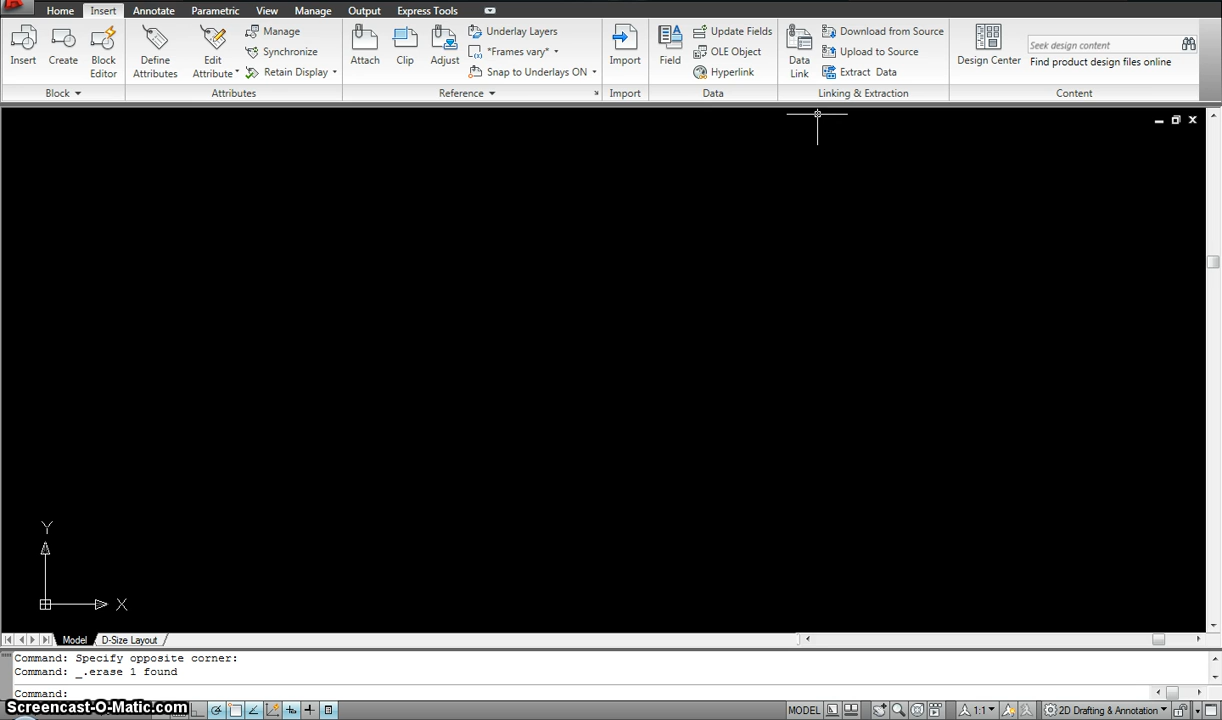 Home Insert Annotate Parametric View Manage Output Express Tools
Insert Create Block Editor
Block
Define Attributes Edit Attribute
Manage
Synchronize
Retain Display
Attributes
Attach Clip Adjust
Underlay Layers
*Frames vary*
Snap to Underlays ON
Reference
Import
Import
Field
Update Fields
OLE Object
Hyperlink
Data
Data Link
Download from Source
Upload to Source
Extract Data
Linking & Extraction
Design Center
Seek design content
Find product design files online
Content
Y
X
Model D-Size Layout
Command: Specify opposite corner:
Command: _.erase 1 found
Command:
Screencast-O-Matic.com
MODEL 1:1 2D Drafting & Annotation